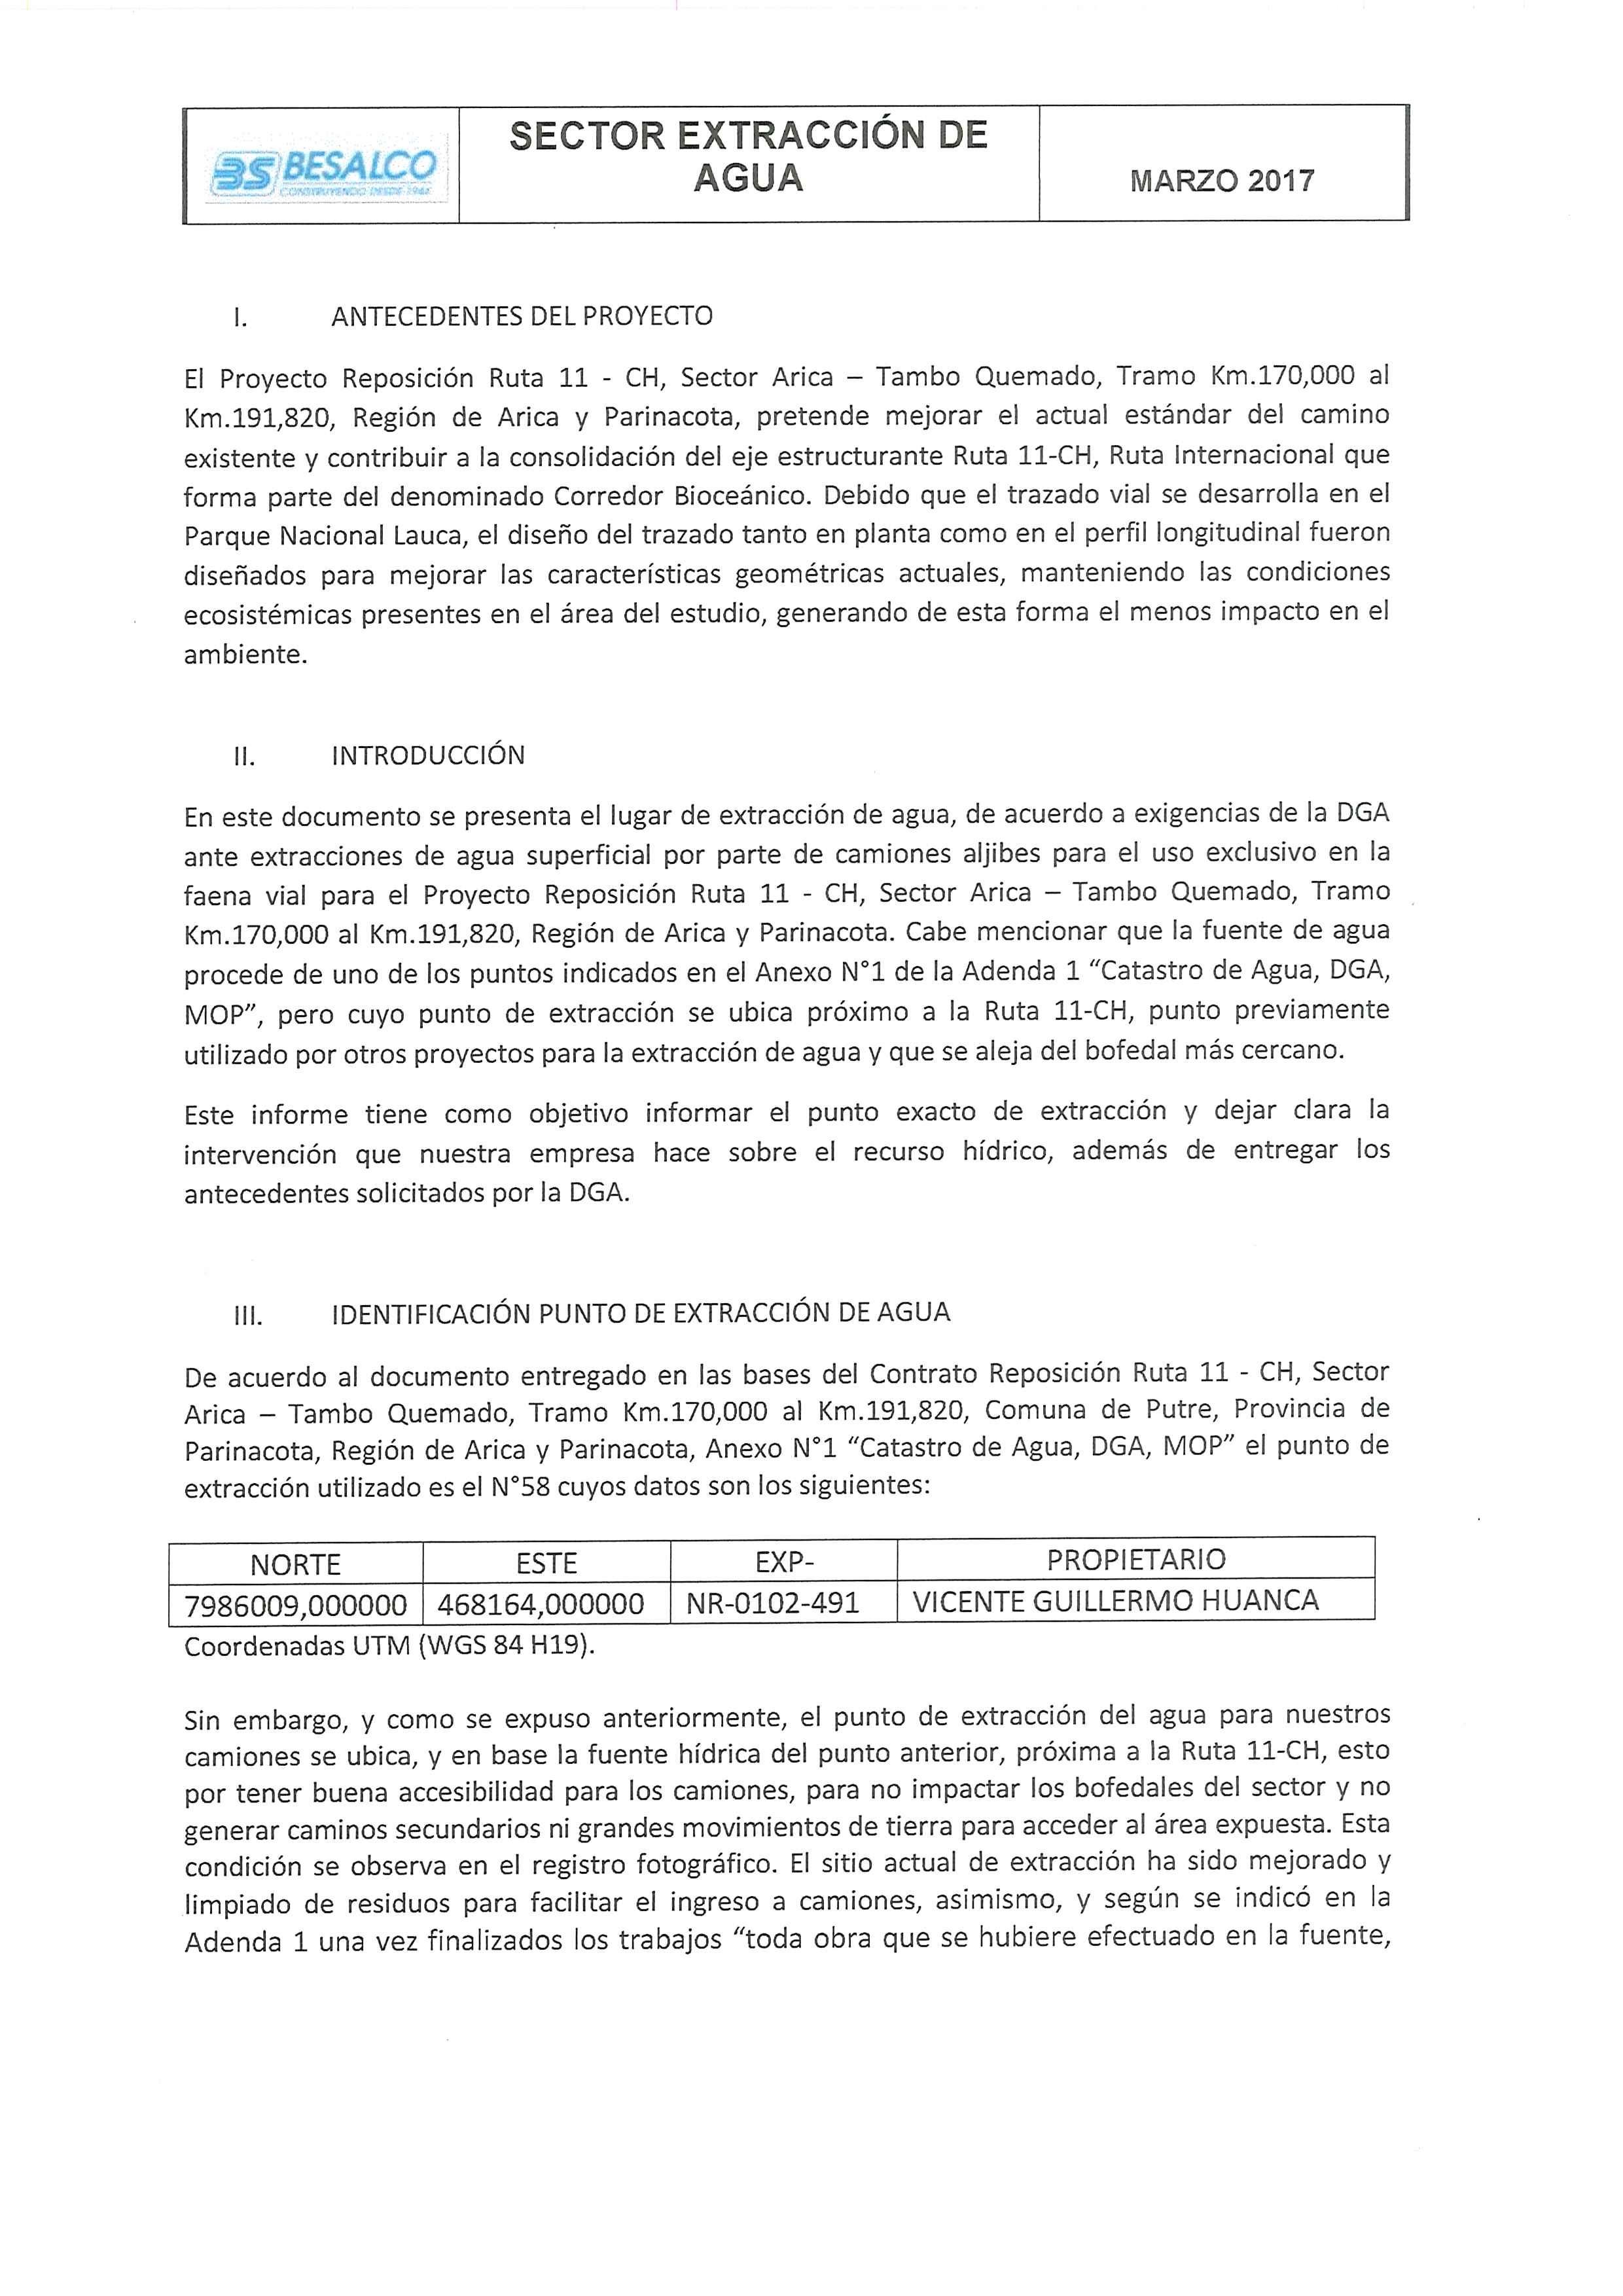 BS BESALCO
CONSTRUYENDO DESDE 1944
SECTOR EXTRACCIÓN DE
AGUA
MARZO 2017
I. ANTECEDENTES DEL PROYECTO
El Proyecto Reposición Ruta 11 - CH, Sector Arica – Tambo Quemado, Tramo Km.170,000 al
Km.191,820, Región de Arica y Parinacota, pretende mejorar el actual estándar del camino
existente y contribuir a la consolidación del eje estructurante Ruta 11-CH, Ruta Internacional que
forma parte del denominado Corredor Bioceánico. Debido que el trazado vial se desarrolla en el
Parque Nacional Lauca, el diseño del trazado tanto en planta como en el perfil longitudinal fueron
diseñados para mejorar las características geométricas actuales, manteniendo las condiciones
ecosistémicas presentes en el área del estudio, generando de esta forma el menos impacto en el
ambiente.
II. INTRODUCCIÓN
En este documento se presenta el lugar de extracción de agua, de acuerdo a exigencias de la DGA
ante extracciones de agua superficial por parte de camiones aljibes para el uso exclusivo en la
faena vial para el Proyecto Reposición Ruta 11 - CH, Sector Arica – Tambo Quemado, Tramo
Km.170,000 al Km.191,820, Región de Arica y Parinacota. Cabe mencionar que la fuente de agua
procede de uno de los puntos indicados en el Anexo N°1 de la Adenda 1 “Catastro de Agua, DGA,
MOP”, pero cuyo punto de extracción se ubica próximo a la Ruta 11-CH, punto previamente
utilizado por otros proyectos para la extracción de agua y que se aleja del bofedal más cercano.
Este informe tiene como objetivo informar el punto exacto de extracción y dejar clara la
intervención que nuestra empresa hace sobre el recurso hídrico, además de entregar los
antecedentes solicitados por la DGA.
III. IDENTIFICACIÓN PUNTO DE EXTRACCIÓN DE AGUA
De acuerdo al documento entregado en las bases del Contrato Reposición Ruta 11 - CH, Sector
Arica – Tambo Quemado, Tramo Km.170,000 al Km.191,820, Comuna de Putre, Provincia de
Parinacota, Región de Arica y Parinacota, Anexo N°1 “Catastro de Agua, DGA, MOP” el punto de
extracción utilizado es el N°58 cuyos datos son los siguientes:
NORTE ESTE EXP- PROPIETARIO
7986009,000000 468164,000000 NR-0102-491 VICENTE GUILLERMO HUANCA
Coordenadas UTM (WGS 84 H19).
Sin embargo, y como se expuso anteriormente, el punto de extracción del agua para nuestros
camiones se ubica, y en base la fuente hídrica del punto anterior, próxima a la Ruta 11-CH, esto
por tener buena accesibilidad para los camiones, para no impactar los bofedales del sector y no
generar caminos secundarios ni grandes movimientos de tierra para acceder al área expuesta. Esta
condición se observa en el registro fotográfico. El sitio actual de extracción ha sido mejorado y
limpiado de residuos para facilitar el ingreso a camiones, asimismo, y según se indicó en la
Adenda 1 una vez finalizados los trabajos “toda obra que se hubiere efectuado en la fuente,